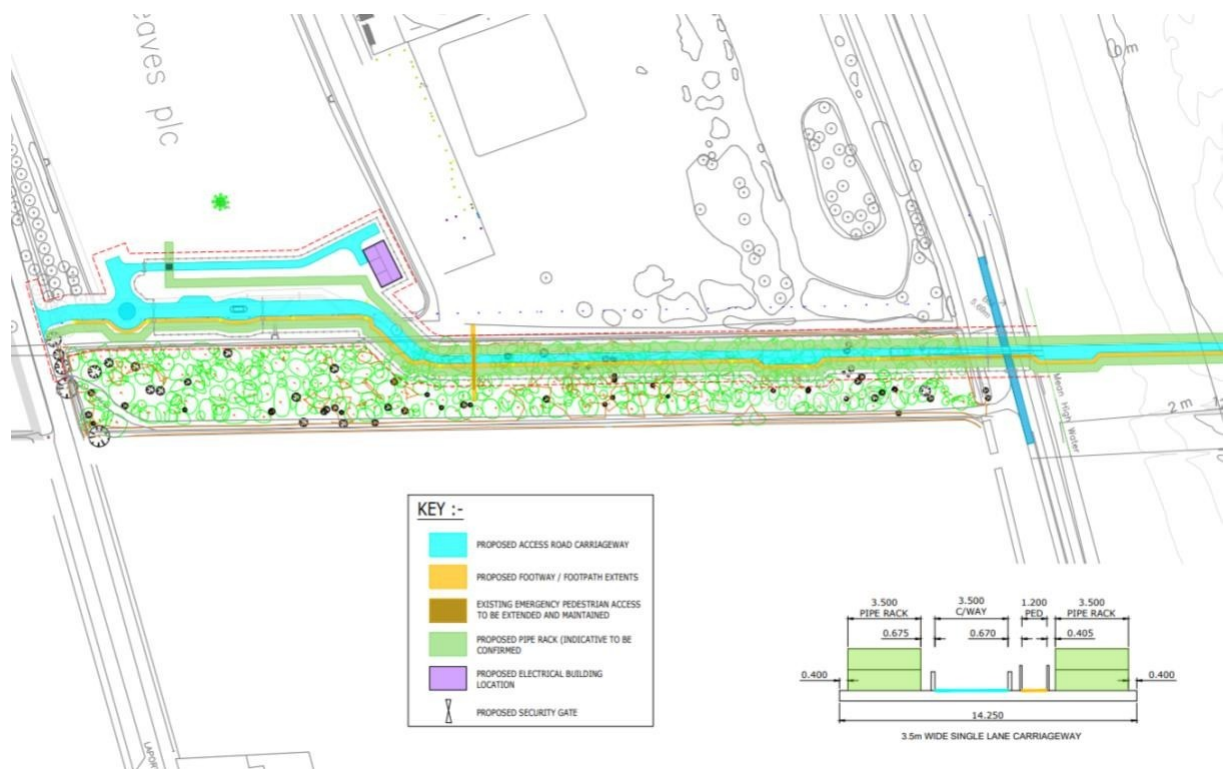 eaves plc
0 m
Mean High Water
2 m
LAPOR
KEY :-
PROPOSED ACCESS ROAD CARRIAGEWAY
PROPOSED FOOTWAY / FOOTPATH EXTENTS
EXISTING EMERGENCY PEDESTRIAN ACCESS
TO BE EXTENDED AND MAINTAINED
PROPOSED PIPE RACK (INDICATIVE TO BE
CONFIRMED
PROPOSED ELECTRICAL BUILDING
LOCATION
PROPOSED SECURITY GATE
3.500 3.500 1.200 3.500
PIPE RACK C/WAY PED PIPE RACK
0.675 0.670 0.405
0.400 0.400
14.250
3.5m WIDE SINGLE LANE CARRIAGEWAY